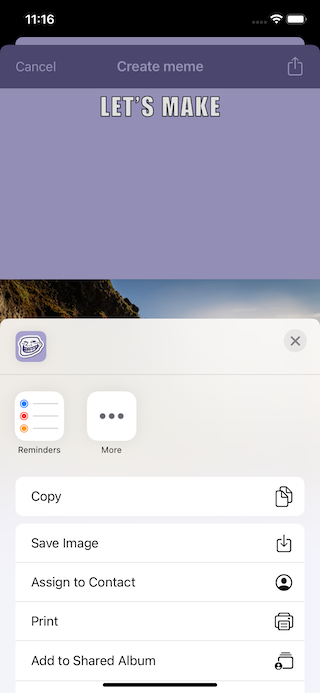 11:16
Cancel
Create meme
LET'S MAKE
Reminders
More
Copy
Save Image
Assign to Contact
Print
Add to Shared Album